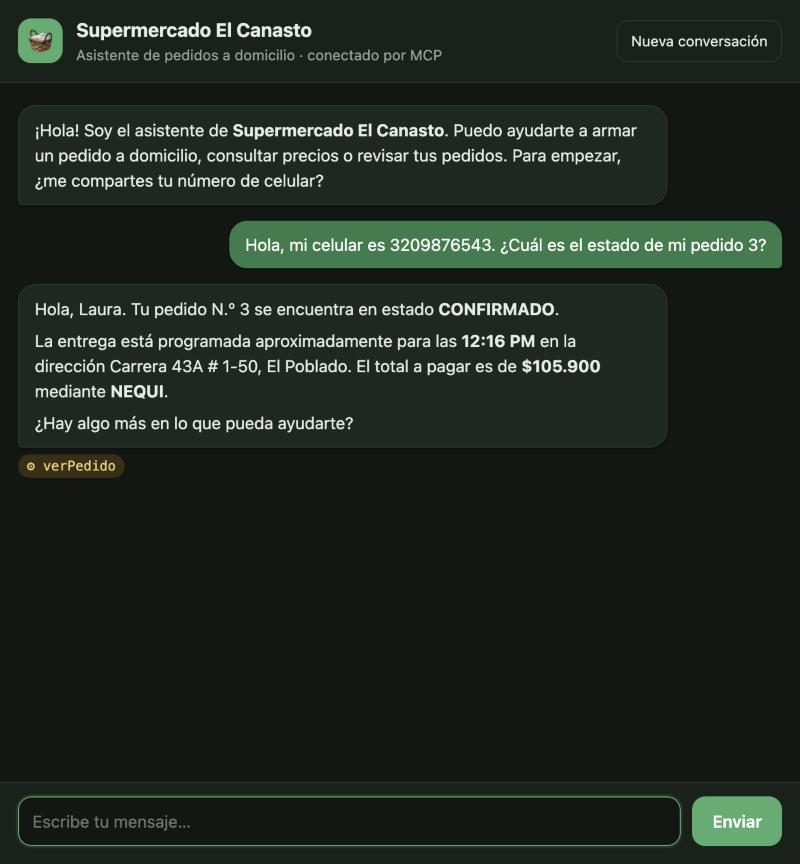 Supermercado El Canasto
Asistente de pedidos a domicilio · conectado por MCP
Nueva conversación
¡Hola! Soy el asistente de Supermercado El Canasto. Puedo ayudarte a armar
un pedido a domicilio, consultar precios o revisar tus pedidos. Para empezar,
¿me compartes tu número de celular?
Hola, mi celular es 3209876543. ¿Cuál es el estado de mi pedido 3?
Hola, Laura. Tu pedido N.º 3 se encuentra en estado CONFIRMADO.
La entrega está programada aproximadamente para las 12:16 PM en la
dirección Carrera 43A # 1-50, El Poblado. El total a pagar es de $105.900
mediante NEQUI.
¿Hay algo más en lo que pueda ayudarte?
⚙ verPedido
Escribe tu mensaje...
Enviar